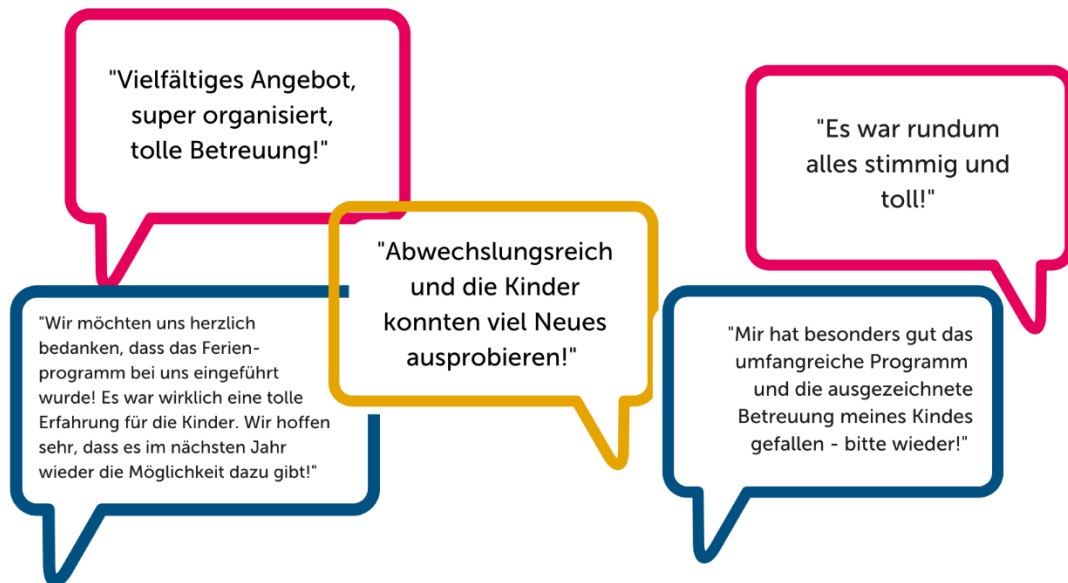 "Vielfältiges Angebot,
super organisiert,
tolle Betreuung!"
"Es war rundum
alles stimmig und
toll!"
"Abwechslungsreich
und die Kinder
konnten viel Neues
ausprobieren!"
"Wir möchten uns herzlich
bedanken, dass das Ferien-
programm bei uns eingeführt
wurde! Es war wirklich eine tolle
Erfahrung für die Kinder. Wir hoffen
sehr, dass es im nächsten Jahr
wieder die Möglichkeit dazu gibt!"
"Mir hat besonders gut das
umfangreiche Programm
und die ausgezeichnete
Betreuung meines Kindes
gefallen - bitte wieder!"